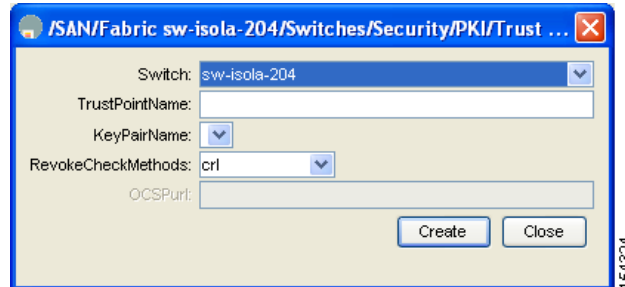 /SAN/Fabric sw-isola-204/Switches/Security/PKI/Trust ...
Switch: sw-isola-204
TrustPointName:
KeyPairName:
RevokeCheckMethods: crl
OCSPurl:
Create Close
154324